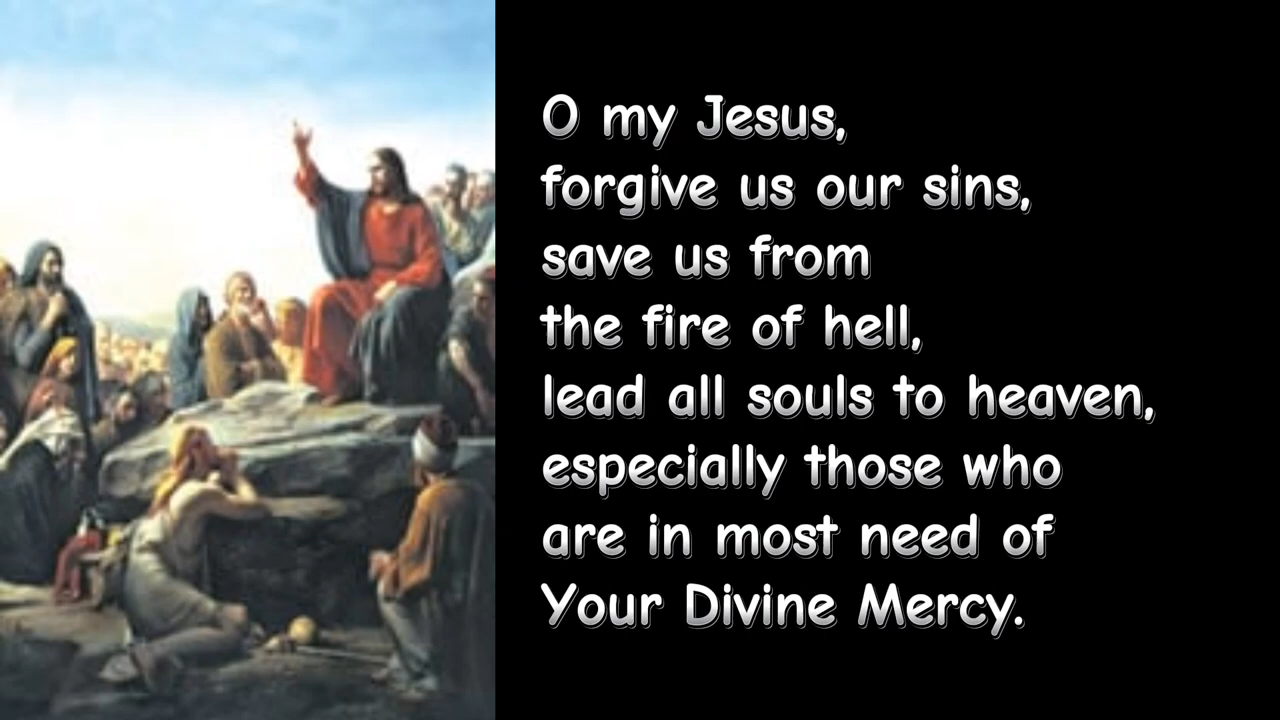 O my Jesus,
forgive us our sins,
save us from
the fire of hell,
lead all souls to heaven,
especially those who
are in most need of
Your Divine Mercy.